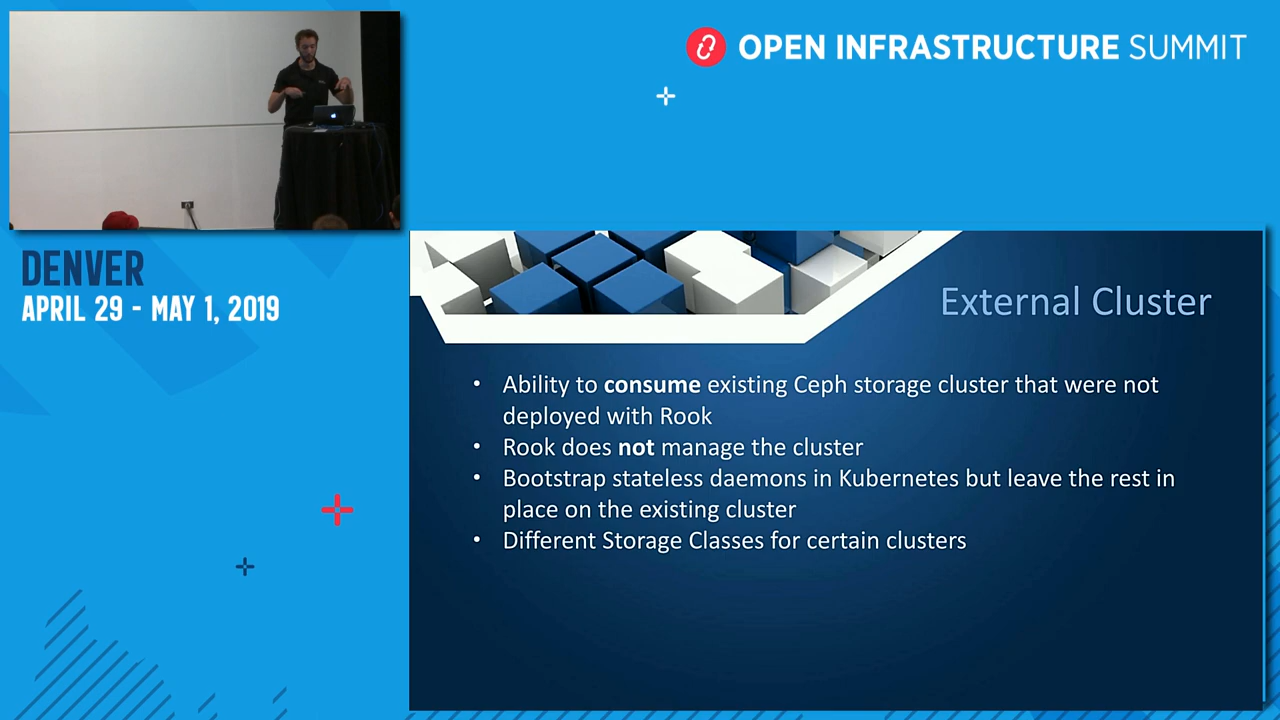 OPEN INFRASTRUCTURE SUMMIT
DENVER
APRIL 29 - MAY 1, 2019
External Cluster
• Ability to consume existing Ceph storage cluster that were not
deployed with Rook
• Rook does not manage the cluster
• Bootstrap stateless daemons in Kubernetes but leave the rest in
place on the existing cluster
• Different Storage Classes for certain clusters